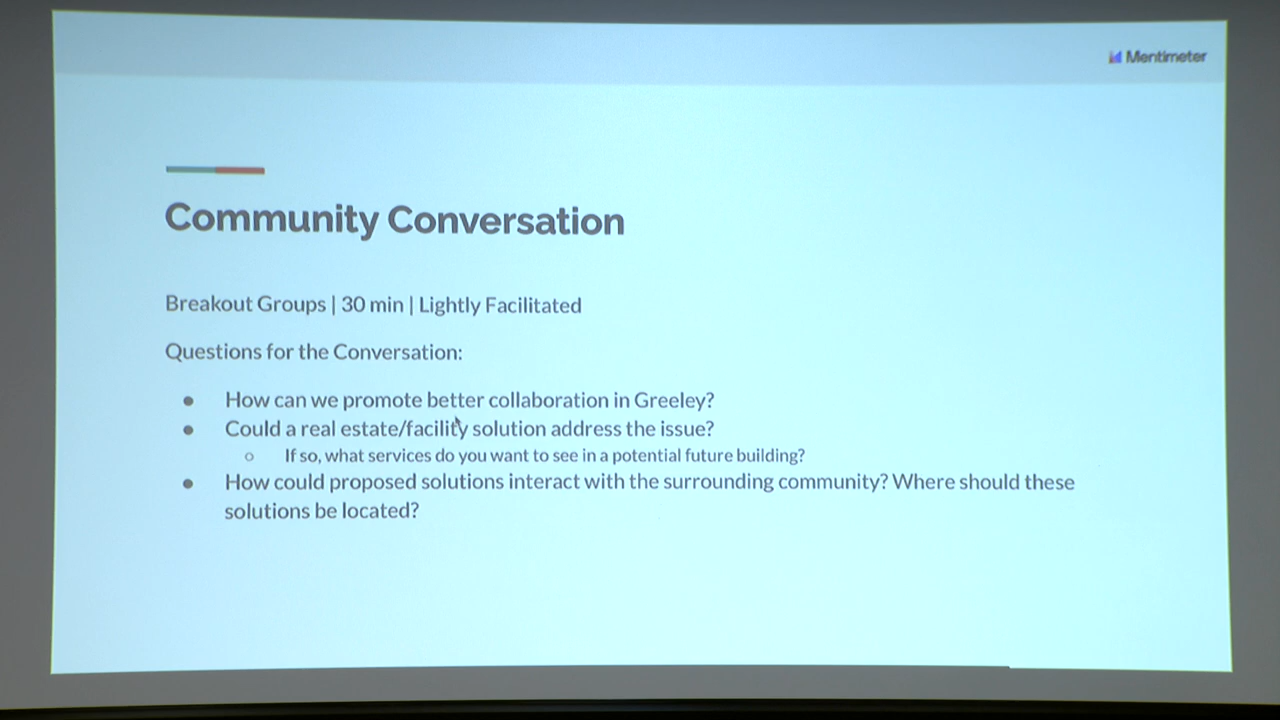 Mentimeter
Community Conversation
Breakout Groups | 30 min | Lightly Facilitated
Questions for the Conversation:
● How can we promote better collaboration in Greeley?
● Could a real estate/facility solution address the issue?
○ If so, what services do you want to see in a potential future building?
● How could proposed solutions interact with the surrounding community? Where should these
solutions be located?